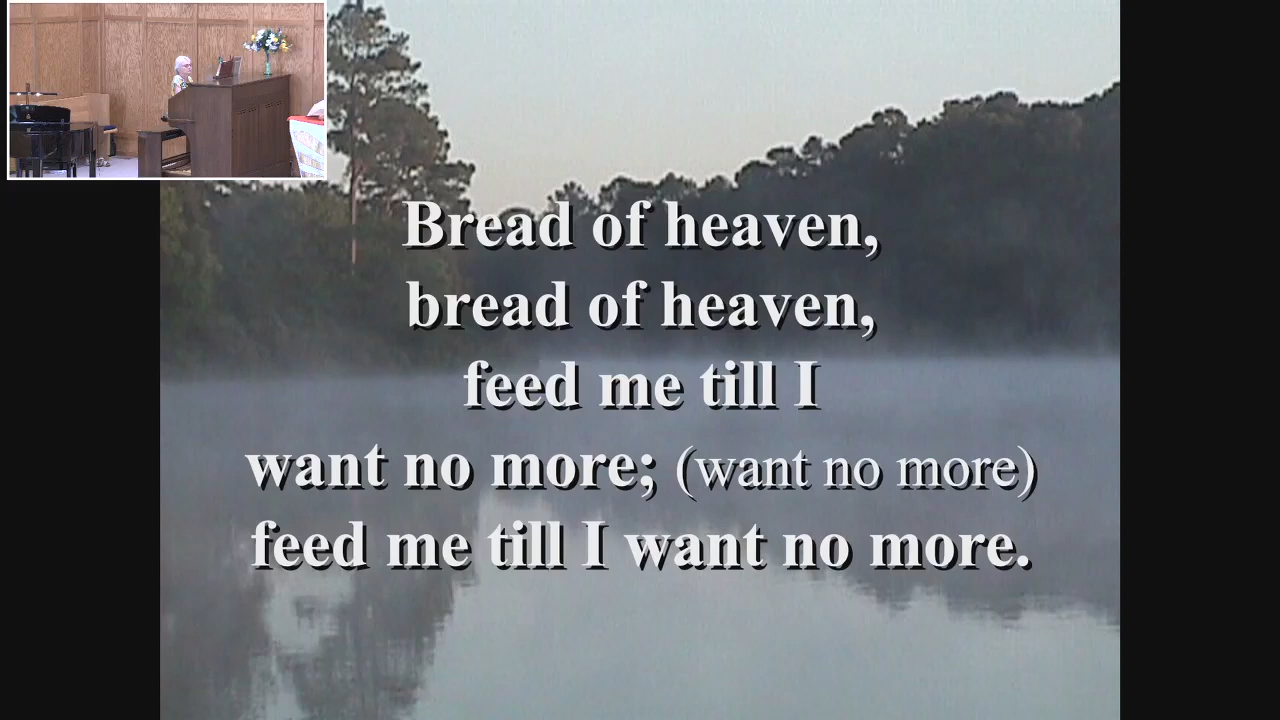 Bread of heaven,
bread of heaven,
feed me till I
want no more; (want no more)
feed me till I want no more.